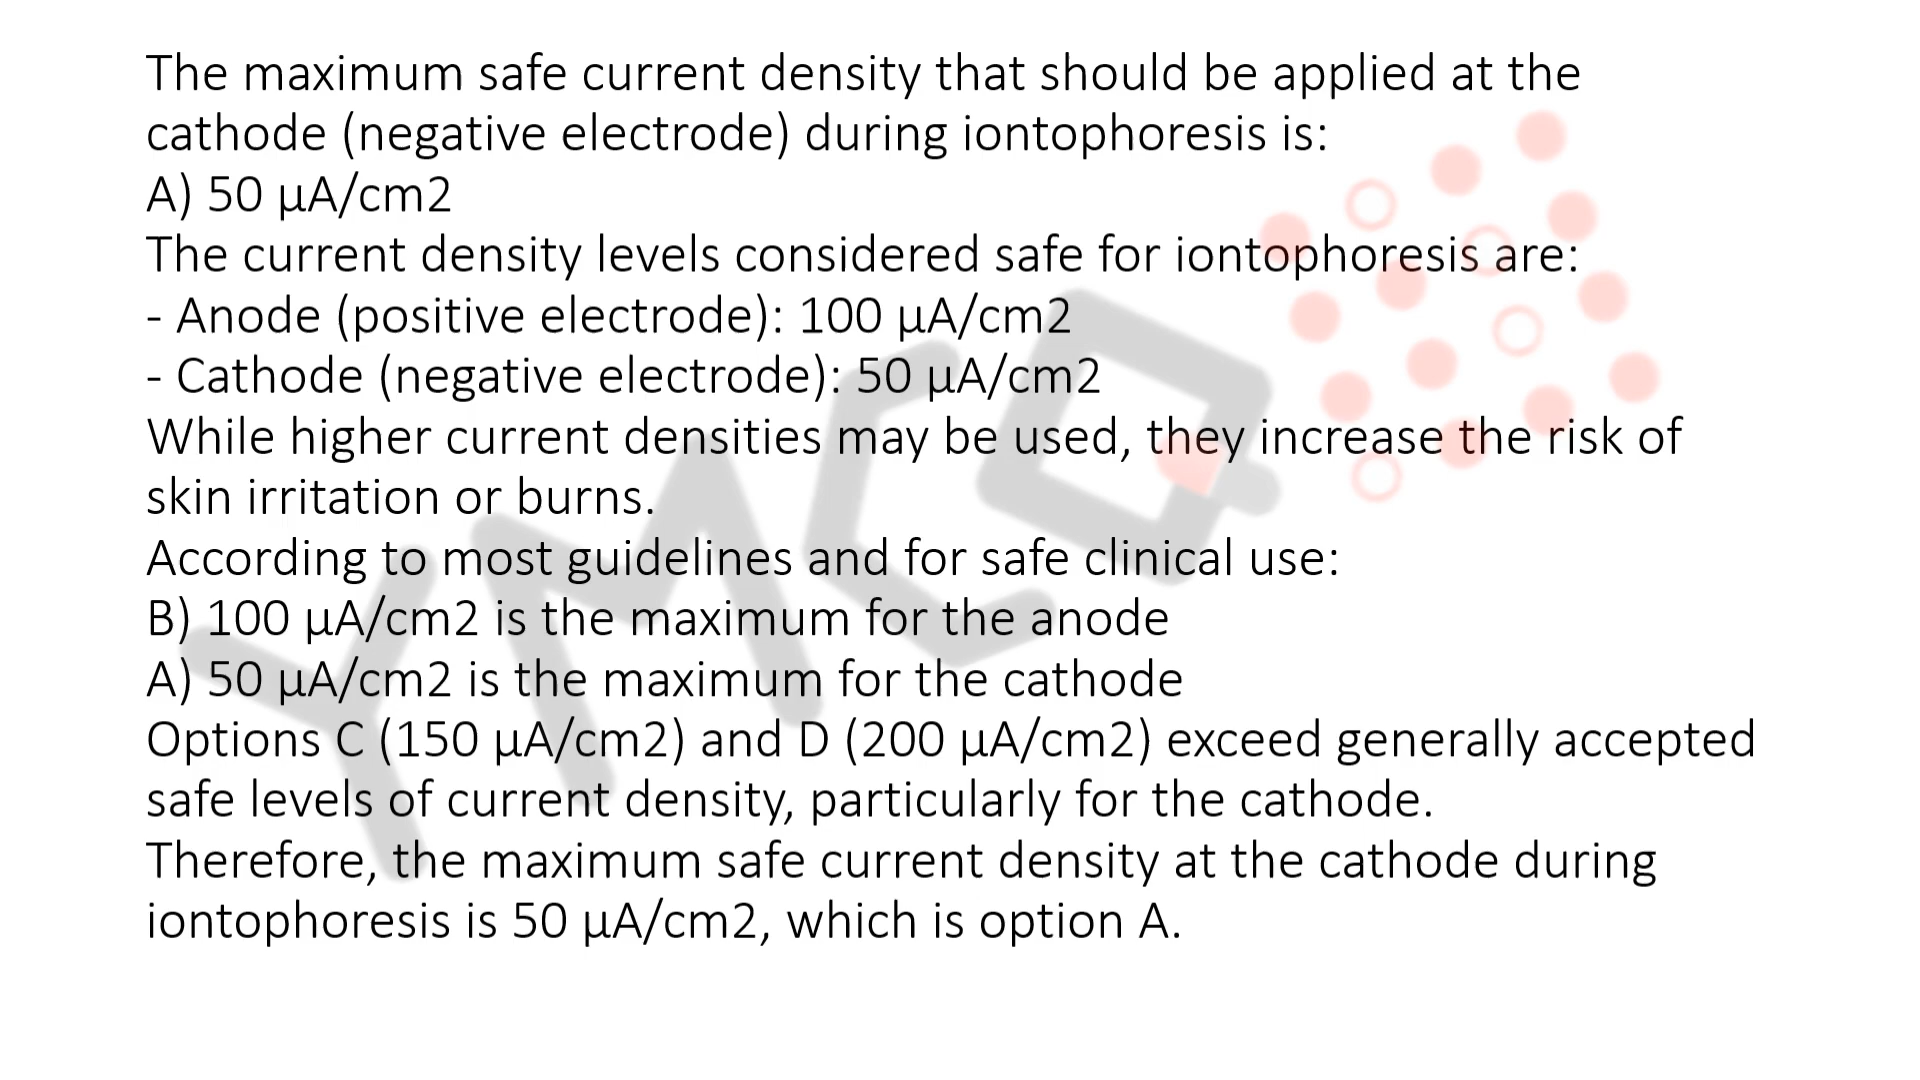 The maximum safe current density that should be applied at the
cathode (negative electrode) during iontophoresis is:
A) 50 µA/cm2
The current density levels considered safe for iontophoresis are:
- Anode (positive electrode): 100 µA/cm2
- Cathode (negative electrode): 50 µA/cm2
While higher current densities may be used, they increase the risk of
skin irritation or burns.
According to most guidelines and for safe clinical use:
B) 100 µA/cm2 is the maximum for the anode
A) 50 µA/cm2 is the maximum for the cathode
Options C (150 µA/cm2) and D (200 µA/cm2) exceed generally accepted
safe levels of current density, particularly for the cathode.
Therefore, the maximum safe current density at the cathode during
iontophoresis is 50 µA/cm2, which is option A.
YMCQ